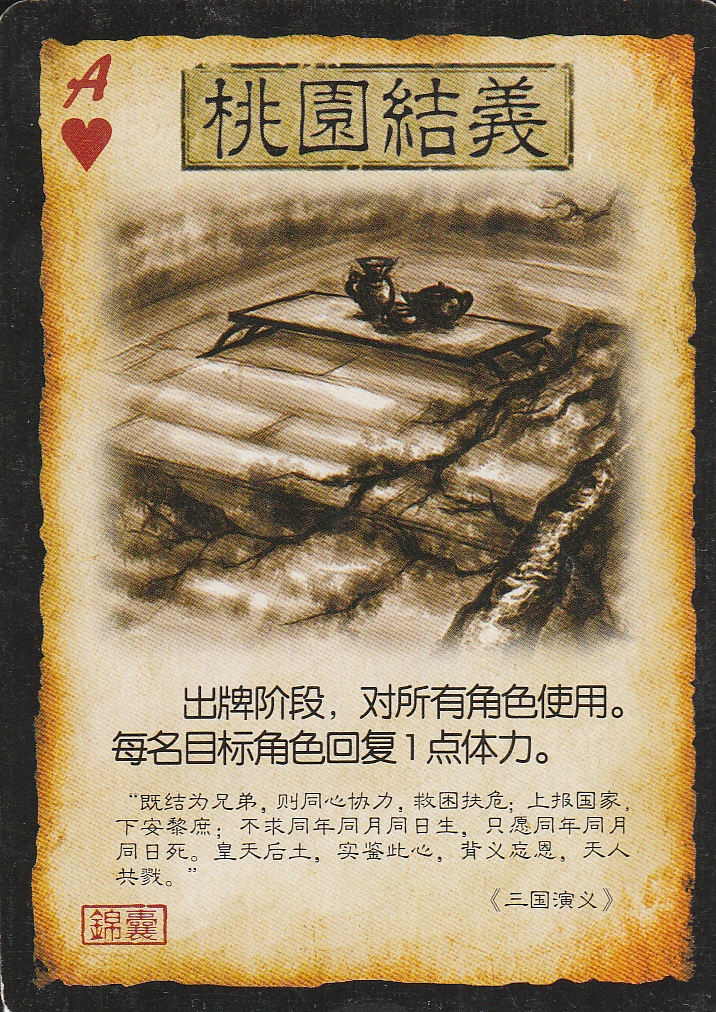 A
桃園結義
出牌阶段，对所有角色使用。
每名目标角色回复1点体力。
“既结为兄弟，则同心协力，救困扶危；上报国家，
下安黎庶；不求同年同月同日生，只愿同年同月
同日死。皇天后土，实鉴此心，背义忘恩，天人
共戮。”
《三国演义》
錦囊